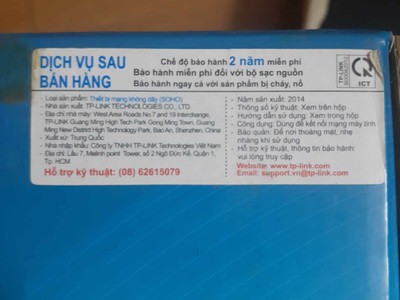 DỊCH VỤ SAU
BÁN HÀNG
Chế độ bảo hành 2 năm miễn phí
Bảo hành miễn phí đối với bộ sạc nguồn
Bảo hành ngay cả với sản phẩm bị cháy, nổ
TP-LINK
ICT
- Loại sản phẩm: Thiết bị mạng không dây (SOHO)
- Nhà sản xuất: TP-LINK TECHNOLOGIES CO., LTD.
- Địa chỉ nhà máy: West Area Roads No.7 and 19 Interchange,
TP-LINK Guang Ming High Tech Park Gong Ming Town, Guang
Ming New District High Technology Park, Bao An, Shenzhen, China
- Xuất xứ: Trung Quốc
- Nhà nhập khẩu: Công ty TNHH TP-LINK Technologies Việt Nam
- Địa chỉ: Lầu 7, Melinh point Tower, số 2 Ngô Đức Kế, Quận 1,
Tp. HCM
Hỗ trợ kỹ thuật: (08) 62615079
- Năm sản xuất: 2014
- Thông số kỹ thuật: Xem trên hộp
- Hướng dẫn sử dụng: Xem trong hộp
- Công dụng: Dùng để kết nối mạng máy tính
- Bảo quản: Để nơi thoáng mát, nhẹ
nhàng khi sử dụng
- Hỗ trợ kỹ thuật, thông tin bảo hành:
vui lòng truy cập
Website: www.tp-link.com
Email: support.vn@tp-link.com